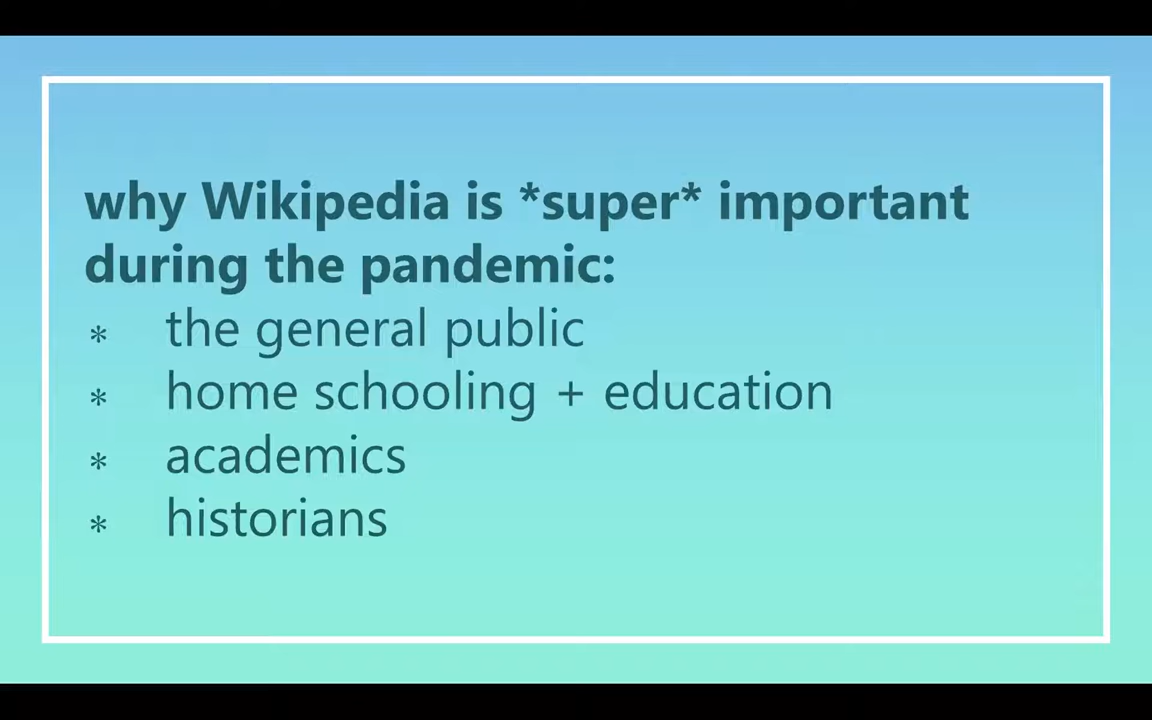 why Wikipedia is *super* important
during the pandemic:
* the general public
* home schooling + education
* academics
* historians